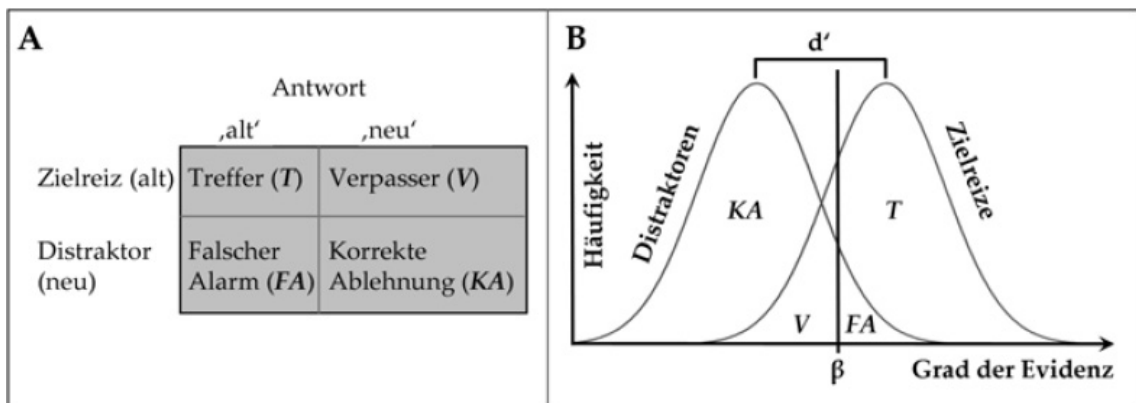 A
Antwort
‚alt‘ ‚neu‘
Zielreiz (alt) Treffer (T) Verpasser (V)
Distraktor Falscher Korrekte
(neu) Alarm (FA) Ablehnung (KA)
B
d‘
Häufigkeit
Distraktoren
Zielreize
KA T
V FA
β
Grad der Evidenz